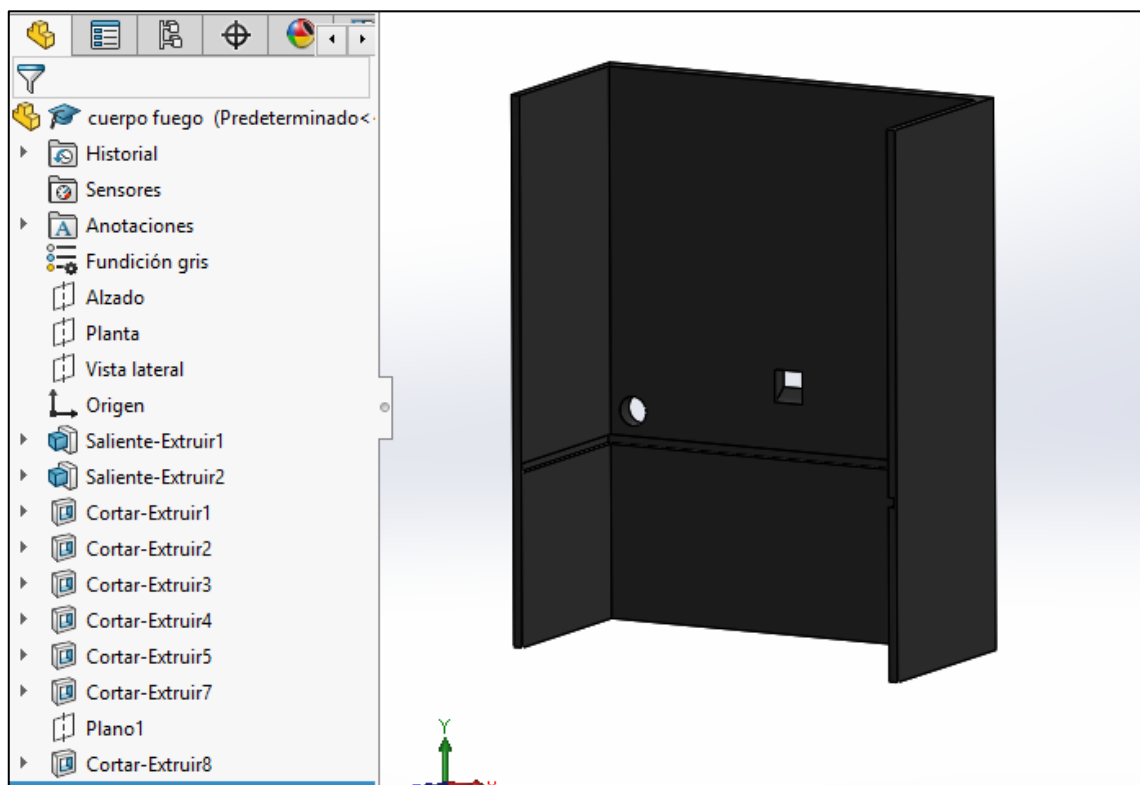 cuerpo fuego (Predeterminado<
Historial
Sensores
A Anotaciones
Fundición gris
Alzado
Planta
Vista lateral
Origen
Saliente-Extruir1
Saliente-Extruir2
Cortar-Extruir1
Cortar-Extruir2
Cortar-Extruir3
Cortar-Extruir4
Cortar-Extruir5
Cortar-Extruir7
Plano1
Cortar-Extruir8
Y